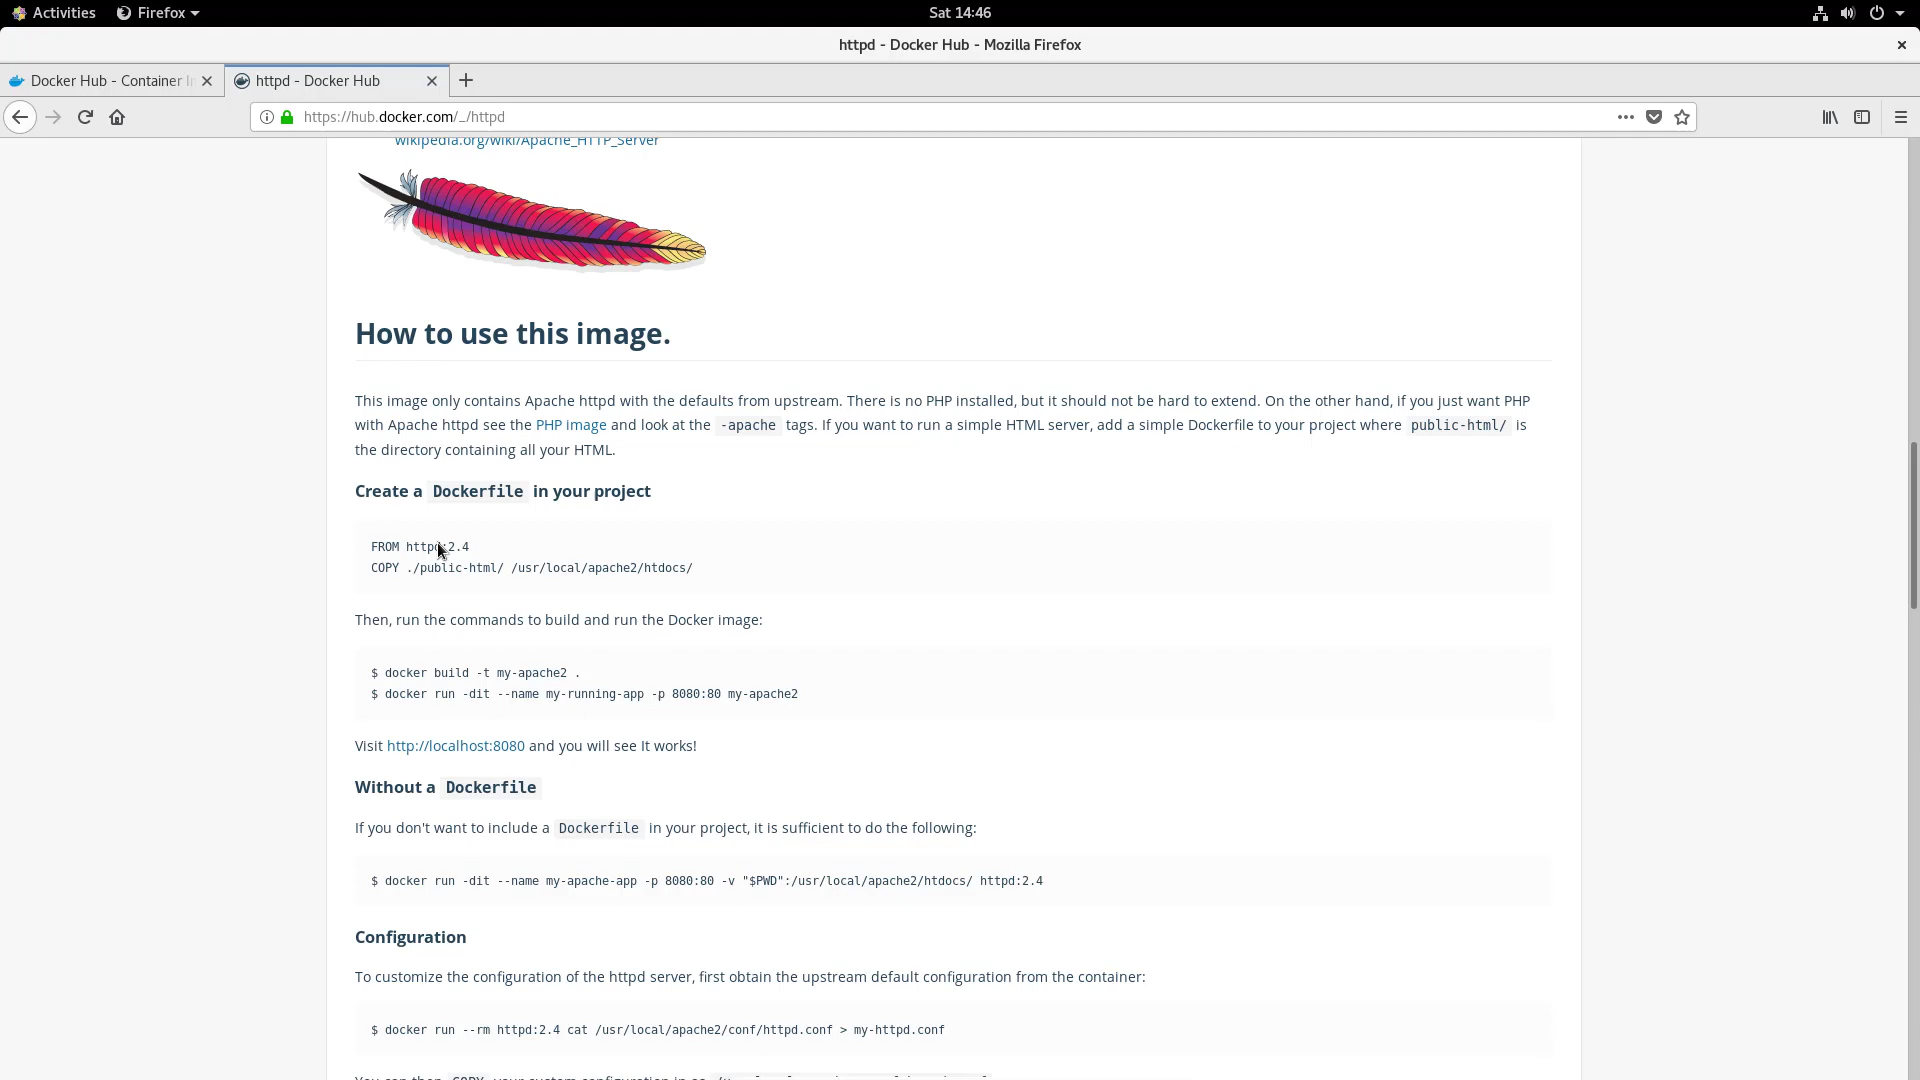 Activities
Firefox
Sat 14:46
httpd - Docker Hub - Mozilla Firefox
Docker Hub - Container I
httpd - Docker Hub
https://hub.docker.com/_/httpd
wikipedia.org/wiki/Apache_HTTP_Server
How to use this image.
This image only contains Apache httpd with the defaults from upstream. There is no PHP installed, but it should not be hard to extend. On the other hand, if you just want PHP
with Apache httpd see the PHP image and look at the -apache tags. If you want to run a simple HTML server, add a simple Dockerfile to your project where public-html/ is
the directory containing all your HTML.
Create a Dockerfile in your project
FROM httpd:2.4
COPY ./public-html/ /usr/local/apache2/htdocs/
Then, run the commands to build and run the Docker image:
$ docker build -t my-apache2 .
$ docker run -dit --name my-running-app -p 8080:80 my-apache2
Visit http://localhost:8080 and you will see It works!
Without a Dockerfile
If you don't want to include a Dockerfile in your project, it is sufficient to do the following:
$ docker run -dit --name my-apache-app -p 8080:80 -v "$PWD":/usr/local/apache2/htdocs/ httpd:2.4
Configuration
To customize the configuration of the httpd server, first obtain the upstream default configuration from the container:
$ docker run --rm httpd:2.4 cat /usr/local/apache2/conf/httpd.conf > my-httpd.conf
You can then COPY your custom configuration in as